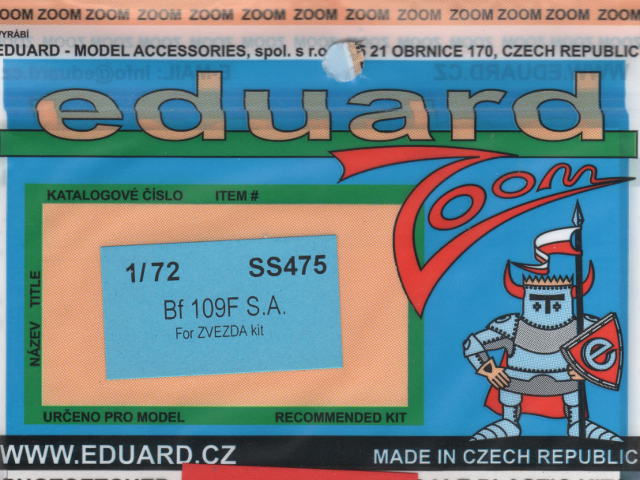 ZOOM ZOOM ZOOM ZOOM ZOOM ZOOM ZOOM ZOOM ZOOM ZOOM ZOOM
VYRÁBÍ
EDUARD - MODEL ACCESSORIES, spol. s r.o. 21 OBRNICE 170, CZECH REPUBLIC
eduard
Zoom
KATALOGOVÉ ČÍSLO ITEM #
NÁZEV TITLE
1/72 SS475
Bf 109F S.A.
For ZVEZDA kit
e
URČENO PRO MODEL RECOMMENDED KIT
WWW.EDUARD.CZ MADE IN CZECH REPUBLIC